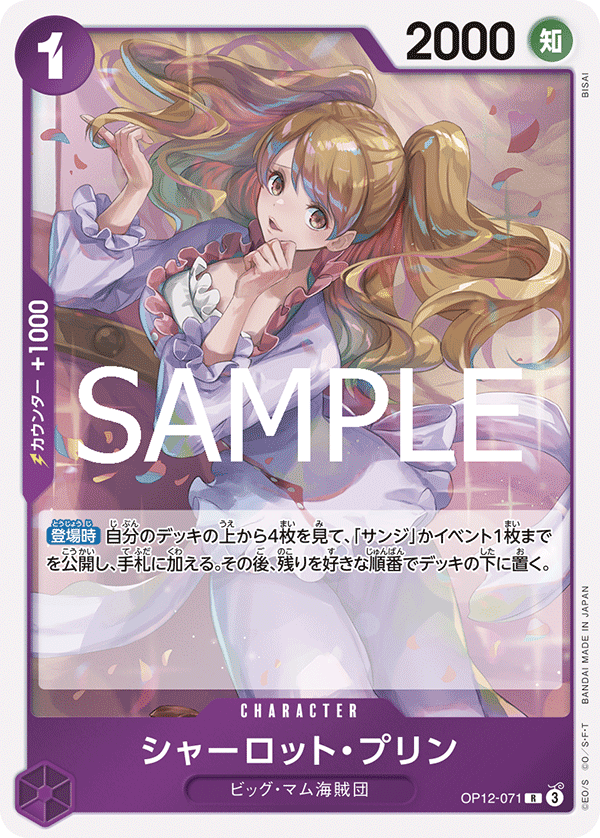 1
2000 知
BISAI
カウンター +1000
SAMPLE
登場時 自分のデッキの上から4枚を見て、「サンジ」かイベント1枚まで
を公開し、手札に加える。その後、残りを好きな順番でデッキの下に置く。
CHARACTER
シャーロット・プリン
ビッグ・マム海賊団
OP12-071 R 3
©E.O/S ©O/S・F・T BANDAI MADE IN JAPAN